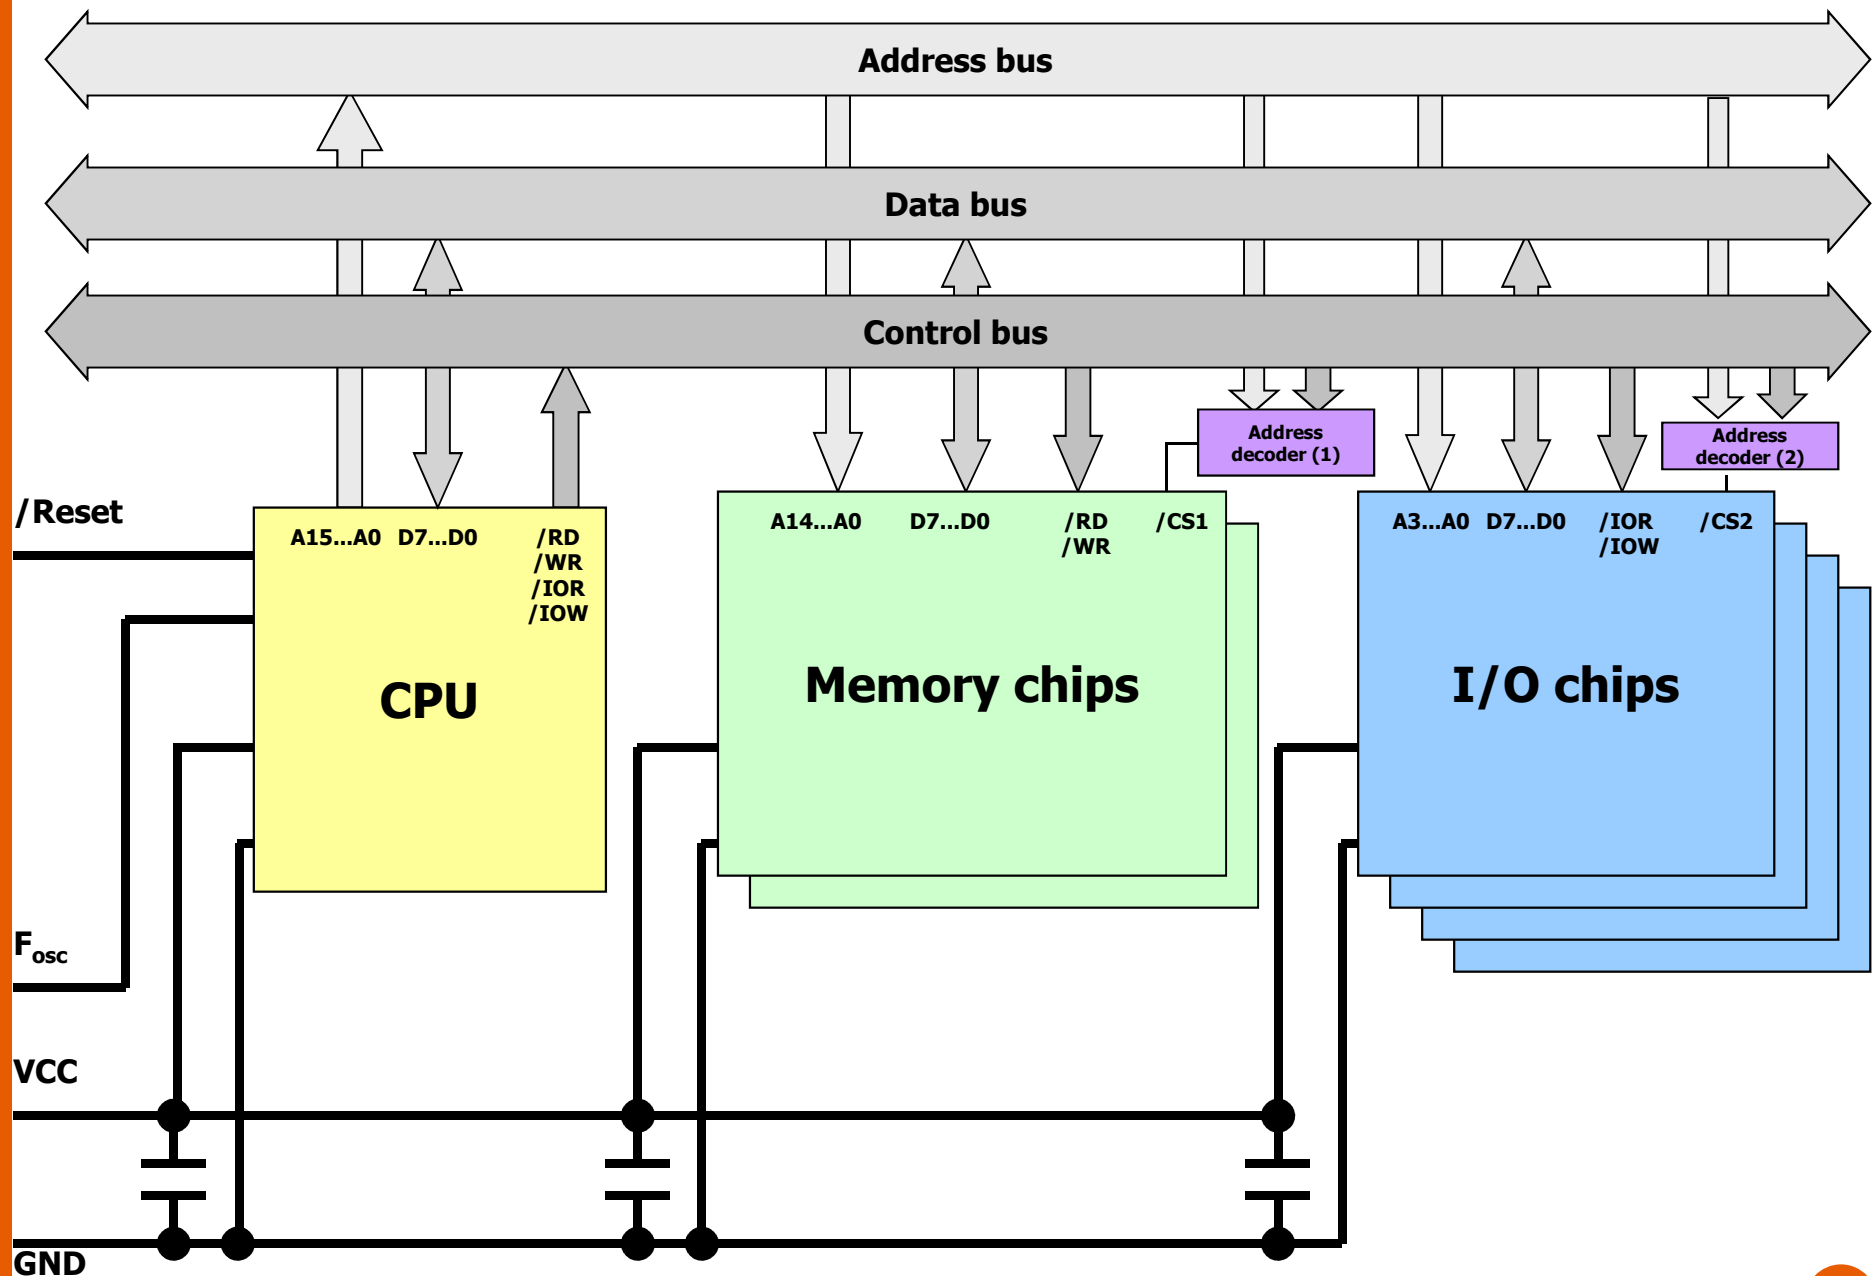 Address bus
Data bus
Control bus
Address
decoder (1)
Address
decoder (2)
/Reset
A15...A0 D7...D0 /RD
/WR
/IOR
/IOW
CPU
A14...A0 D7...D0 /RD /CS1
/WR
Memory chips
A3...A0 D7...D0 /IOR /CS2
/IOW
I/O chips
Fosc
VCC
GND